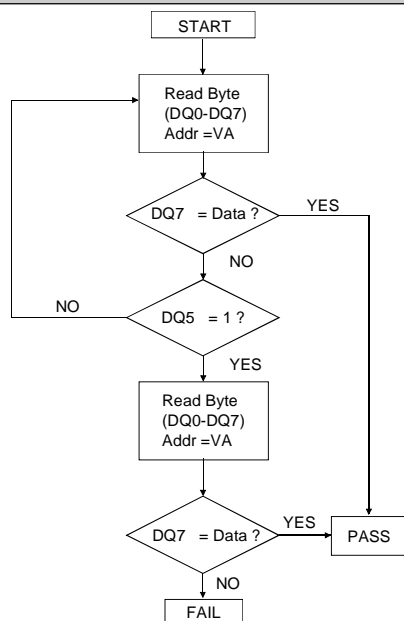 START
Read Byte
(DQ0-DQ7)
Addr =VA
DQ7 = Data ?
YES
NO
NO
DQ5 = 1 ?
YES
Read Byte
(DQ0-DQ7)
Addr =VA
DQ7 = Data ?
YES
PASS
NO
FAIL